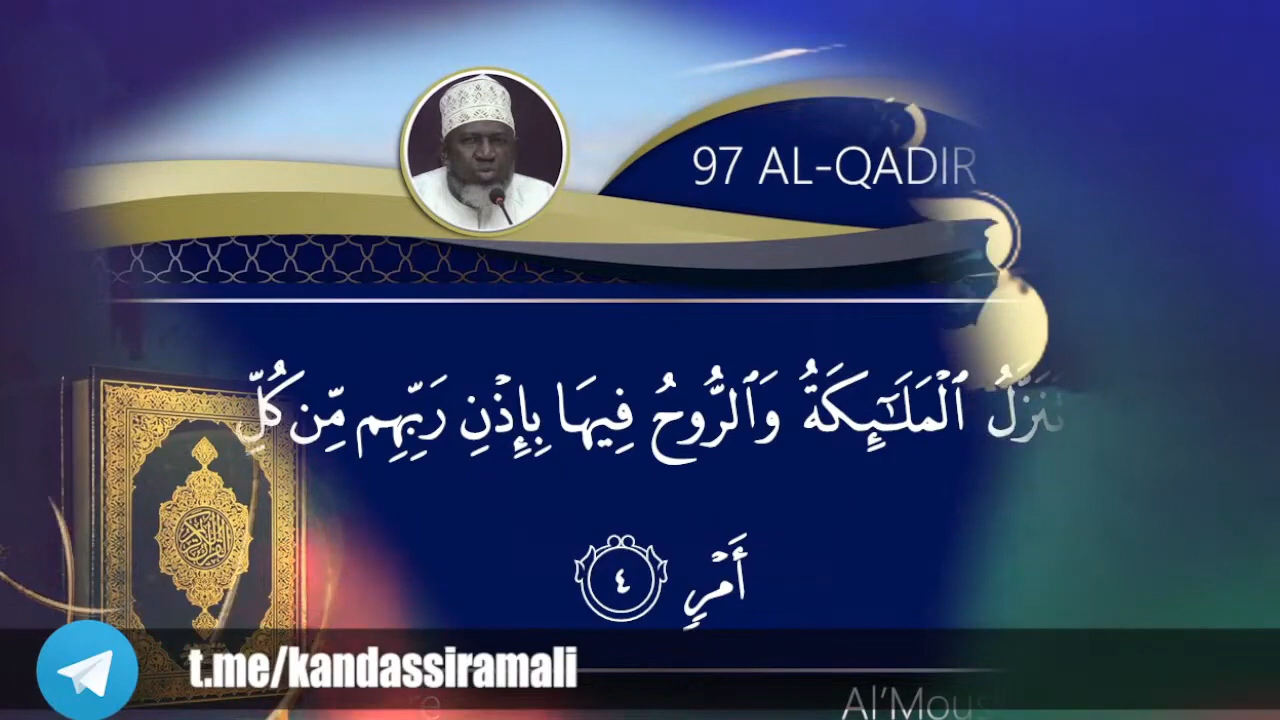 97 AL-QADIR
تَنَزَّلُ ٱلۡمَلَٰٓئِكَةُ وَٱلرُّوحُ فِيهَا بِإِذۡنِ رَبِّهِم مِّن كُلِّ
أَمۡرٖ ٤
t.me/kandassiramali